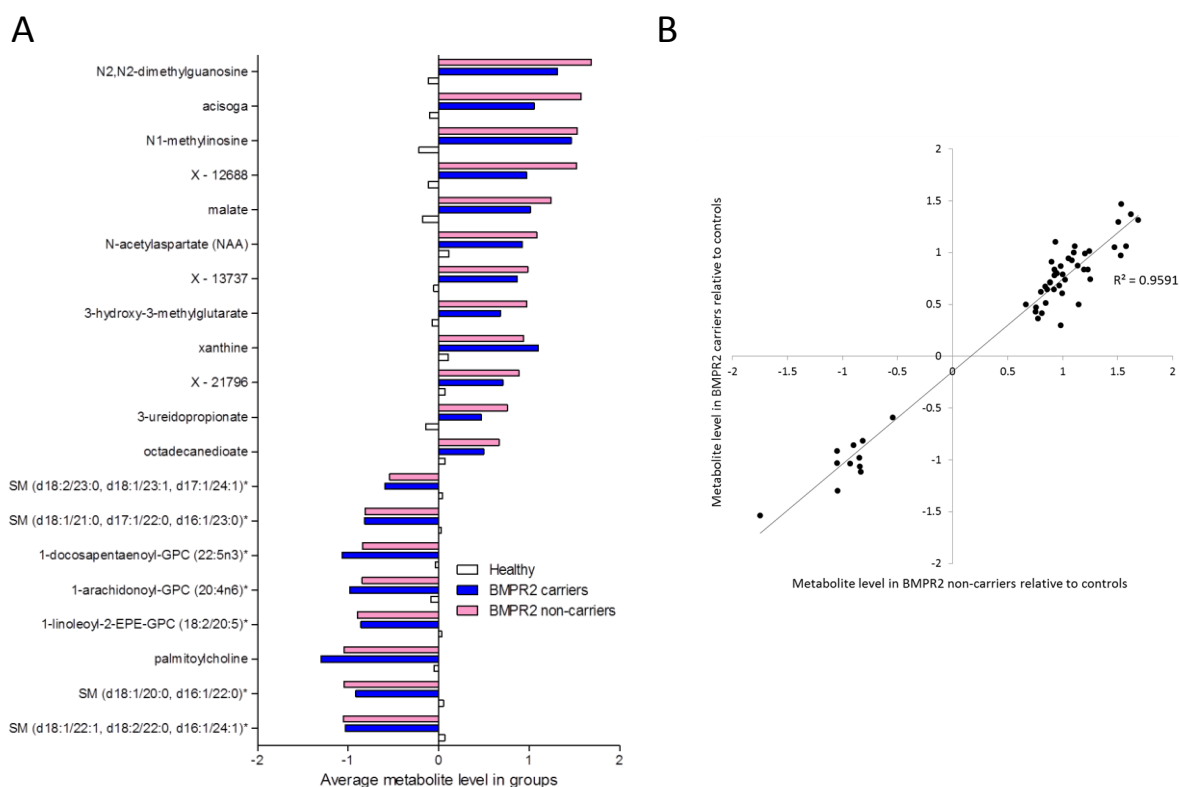 A
N2,N2-dimethylguanosine
acisoga
N1-methylinosine
X - 12688
malate
N-acetylaspartate (NAA)
X - 13737
3-hydroxy-3-methylglutarate
xanthine
X - 21796
3-ureidopropionate
octadecanedioate
SM (d18:2/23:0, d18:1/23:1, d17:1/24:1)*
SM (d18:1/21:0, d17:1/22:0, d16:1/23:0)*
1-docosapentaenoyl-GPC (22:5n3)*
1-arachidonoyl-GPC (20:4n6)*
1-linoleoyl-2-EPE-GPC (18:2/20:5)*
palmitoylcholine
SM (d18:1/20:0, d16:1/22:0)*
SM (d18:1/22:1, d18:2/22:0, d16:1/24:1)*
Healthy
BMPR2 carriers
BMPR2 non-carriers
-2 -1 0 1 2
Average metabolite level in groups
B
Metabolite level in BMPR2 carriers relative to controls
2
1.5
1
0.5
0
-0.5
-1
-1.5
-2
-2 -1.5 -1 -0.5 0 0.5 1 1.5 2
R² = 0.9591
Metabolite level in BMPR2 non-carriers relative to controls